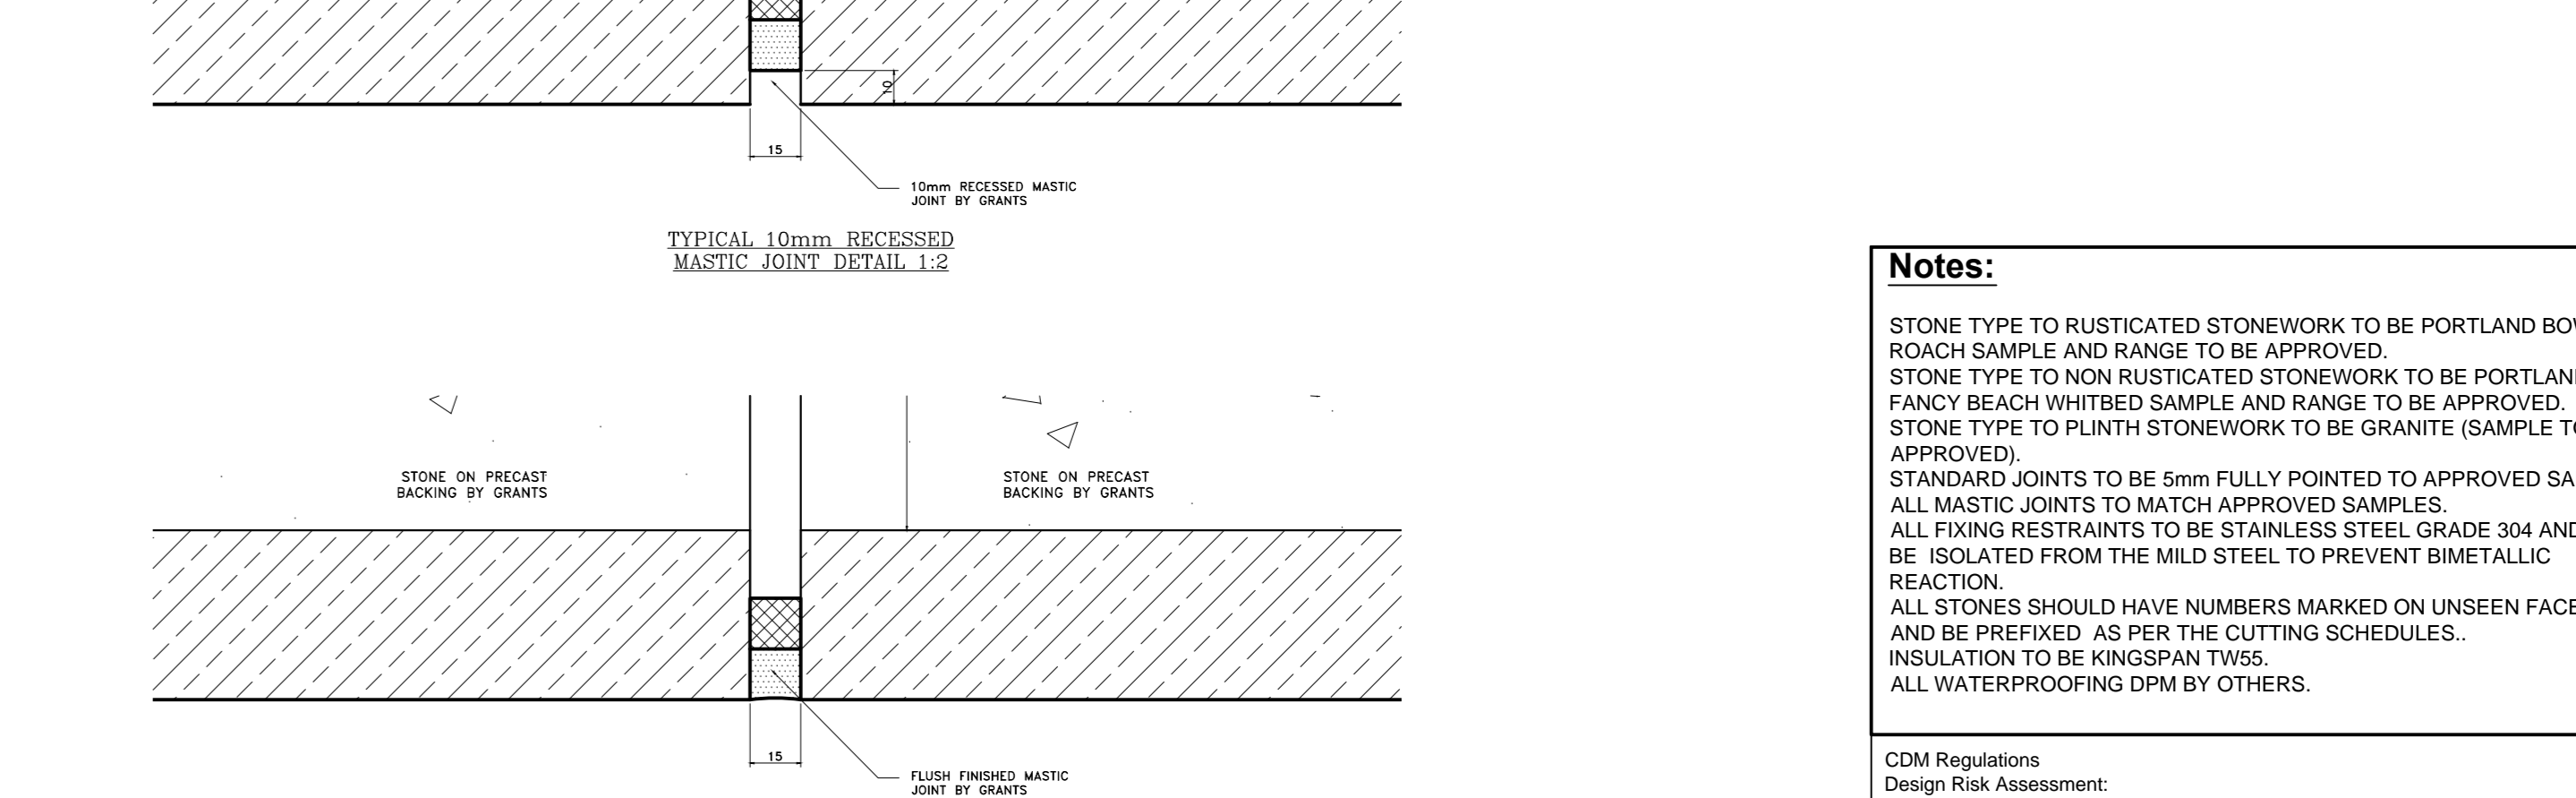 10
15
10mm RECESSED MASTIC
JOINT BY GRANTS
TYPICAL 10mm RECESSED
MASTIC JOINT DETAIL 1:2
STONE ON PRECAST
BACKING BY GRANTS
STONE ON PRECAST
BACKING BY GRANTS
15
FLUSH FINISHED MASTIC
JOINT BY GRANTS
Notes:
STONE TYPE TO RUSTICATED STONEWORK TO BE PORTLAND
ROACH SAMPLE AND RANGE TO BE APPROVED.
STONE TYPE TO NON RUSTICATED STONEWORK TO BE
FANCY BEACH WHITBED SAMPLE AND RANGE TO BE APPROVED.
STONE TYPE TO PLINTH STONEWORK TO BE GRANITE (SAMPLE
APPROVED).
STANDARD JOINTS TO BE 5mm FULLY POINTED TO APPROVED
ALL MASTIC JOINTS TO MATCH APPROVED SAMPLES.
ALL FIXING RESTRAINTS TO BE STAINLESS STEEL GRADE 304
BE ISOLATED FROM THE MILD STEEL TO PREVENT BIMETALLIC
REACTION.
ALL STONES SHOULD HAVE NUMBERS MARKED ON UNSEEN
AND BE PREFIXED AS PER THE CUTTING SCHEDULES..
INSULATION TO BE KINGSPAN TW55.
ALL WATERPROOFING DPM BY OTHERS.
CDM Regulations
Design Risk Assessment: